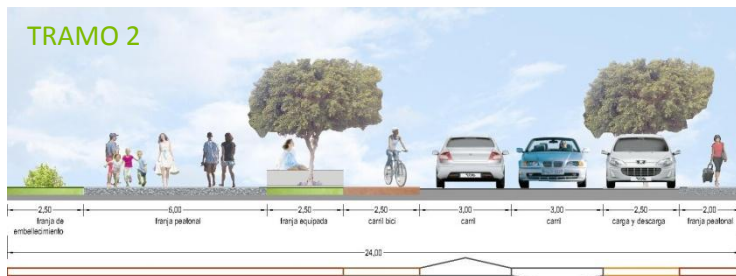 TRAMO 2
2,50 6,00 2,50 2,50 3,00 3,00 2,50 2,00
franja de embellecimiento
franja peatonal
franja equipada
carril bici
carril
carril
carga y descarga
franja peatonal
24,00